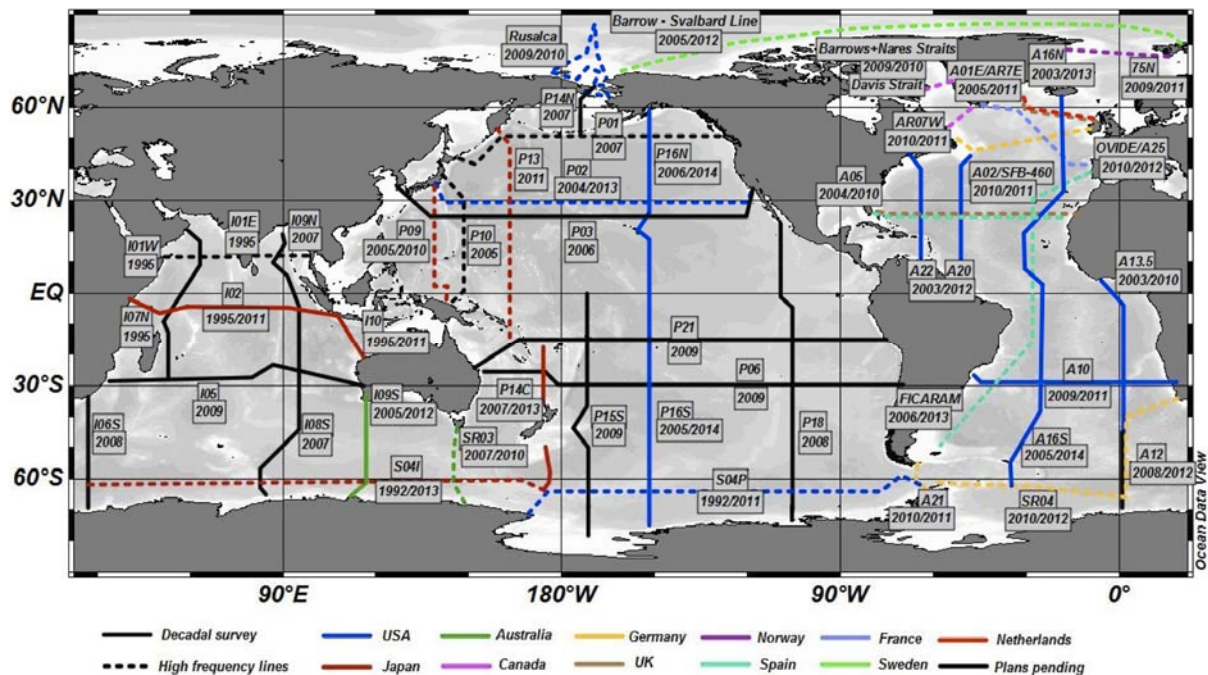 Barrow - Svalbard Line
2005/2012
Rusalca
2009/2010
Barrows+Nares Straits
2009/2010
Davis Strait
A01E/AR7E
2005/2011
A16N
2003/2013
75N
2009/2011
60°N
P14N
2007
P01
2007
AR07W
2010/2011
OVIDE/A25
2010/2012
P13
2011
P02
2004/2013
P16N
2006/2014
A05
2004/2010
A02/SFB-460
2010/2011
30°N
I01W
1995
I01E
1995
I09N
2007
P09
2005/2010
P10
2005
P03
2006
A22
A20
2003/2012
A13.5
2003/2010
EQ
I07N
1995
I02
1995/2011
I10
1995/2011
P21
2009
30°S
I05
2009
I09S
2005/2012
P14C
2007/2013
P06
2009
FICARAM
2006/2013
A10
2009/2011
I06S
2008
I08S
2007
SR03
2007/2010
P15S
2009
P16S
2005/2014
P18
2008
A16S
2005/2014
A12
2008/2012
60°S
S04I
1992/2013
S04P
1992/2011
A21
2010/2011
SR04
2010/2012
Ocean Data View
90°E
180°W
90°W
0°
Decadal survey
USA
Australia
Germany
Norway
France
Netherlands
High frequency lines
Japan
Canada
UK
Spain
Sweden
Plans pending